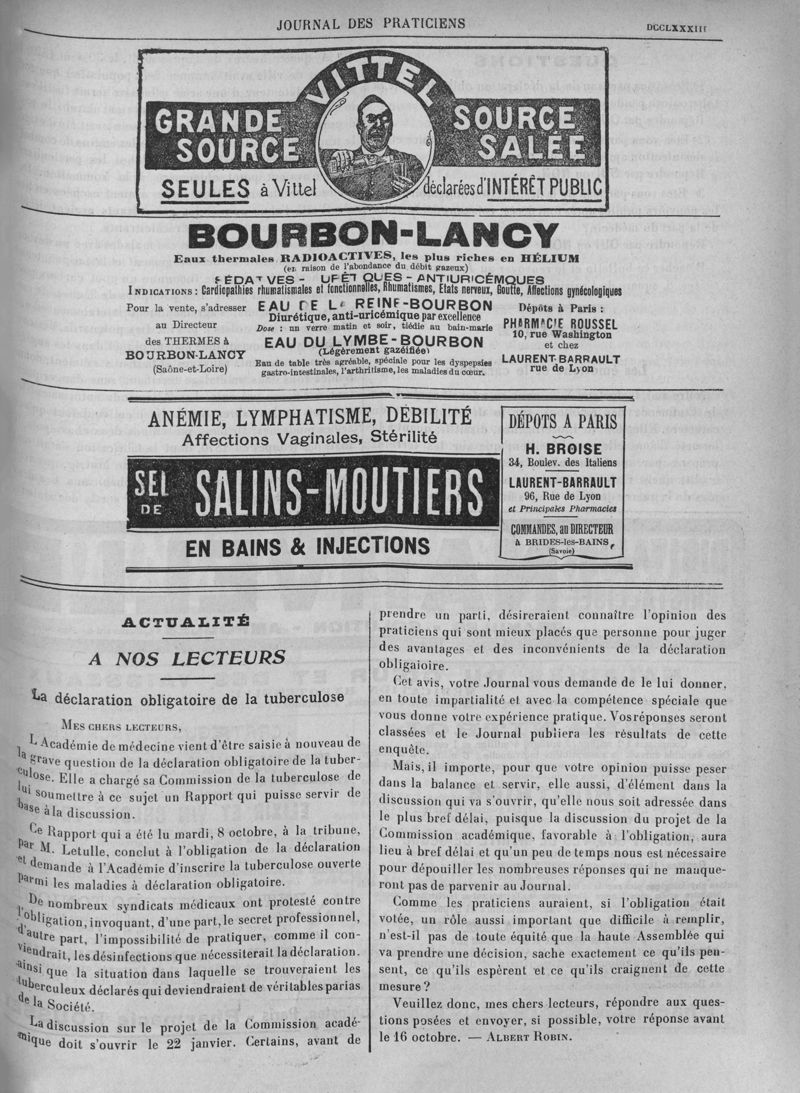 JOURNAL DES PRATICIENS
DCCLXXXIII
VITTEL
GRANDE
SOURCE
SOURCE
SALÉE
SEULES à Vittel
déclarées d'INTÉRÊT PUBLIC
BOURBON-LANCY
Eaux thermales RADIOACTIVES, les plus riches en HÉLIUM
(en raison de l'abondance du débit gazeux)
ANTIURICÉMIQUES
INDICATIONS : Cardiopathies rhumatismales et fonctionnelles, Rhumatismes, Etats nerveux, Goutte, Affections gynécologiques
Pour la vente, s'adresser
au Directeur
des THERMES à
BOURBON-LANCY
(Saône-et-Loire)
EAU DE LA REINE-BOURBON
Diurétique, anti-uricémique par excellence
Dose : un verre matin et soir, tiédie au bain-marie
EAU DU LYMBE-BOURBON
(Légèrement gazéifiée)
Eau de table très agréable, spéciale pour les dyspepsies
gastro-intestinales, l'arthritisme, les maladies du cœur.
Dépôts à Paris :
PHARMACIE ROUSSEL
10, rue Washington
et chez
LAURENT-BARRAULT
rue de Lyon
ANÉMIE, LYMPHATISME, DÉBILITÉ
Affections Vaginales, Stérilité
SEL
DE
SALINS-MOUTIERS
EN BAINS & INJECTIONS
DÉPOTS A PARIS
H. BROISE
34, Boulev. des Italiens
LAURENT-BARRAULT
96, Rue de Lyon
et Principales Pharmacies
COMMANDES, au DIRECTEUR
à BRIDES-les-BAINS,
(Savoie)
ACTUALITÉ
A NOS LECTEURS
La déclaration obligatoire de la tuberculose
MES CHERS LECTEURS,
L'Académie de médecine vient d'être saisie à nouveau de
la grave question de la déclaration obligatoire de la tuber-
culose. Elle a chargé sa Commission de la tuberculose de
lui soumettre à ce sujet un Rapport qui puisse servir de
base à la discussion.
Ce Rapport qui a été lu mardi, 8 octobre, à la tribune,
par M. Letulle, conclut à l'obligation de la déclaration
et demande à l'Académie d'inscrire la tuberculose ouverte
parmi les maladies à déclaration obligatoire.
De nombreux syndicats médicaux ont protesté contre
l'obligation, invoquant, d'une part, le secret professionnel,
d'autre part, l'impossibilité de pratiquer, comme il con-
viendrait, les désinfections que nécessiterait la déclaration.
ainsi que la situation dans laquelle se trouveraient les
tuberculeux déclarés qui deviendraient de véritables parias
de la Société.
La discussion sur le projet de la Commission acadé-
mique doit s'ouvrir le 22 janvier. Certains, avant de
prendre un parti, désireraient connaître l'opinion des
praticiens qui sont mieux placés que personne pour juger
des avantages et des inconvénients de la déclaration
obligaioire.
Cet avis, votre Journal vous demande de le lui donner,
en toute impartialité et avec la compétence spéciale que
vous donne votre expérience pratique. Vos réponses seront
classées et le Journal publiera les résultats de cette
enquête.
Mais, il importe, pour que votre opinion puisse peser
dans la balance et servir, elle aussi, d'élément dans la
discussion qui va s'ouvrir, qu'elle nous soit adressée dans
le plus bref délai, puisque la discussion du projet de la
Commission académique, favorable à l'obligation, aura
lieu à bref délai et qu'un peu de temps nous est nécessaire
pour dépouiller les nombreuses réponses qui ne manque-
ront pas de parvenir au Journal.
Comme les praticiens auraient, si l'obligation était
votée, un rôle aussi important que difficile à remplir,
n'est-il pas de toute équité que la haute Assemblée qui
va prendre une décision, sache exactement ce qu'ils pen-
sent, ce qu'ils espèrent et ce qu'ils craignent de cette
mesure ?
Veuillez donc, mes chers lecteurs, répondre aux ques-
tions posées et envoyer, si possible, votre réponse avant
le 16 octobre. — ALBERT ROBIN.